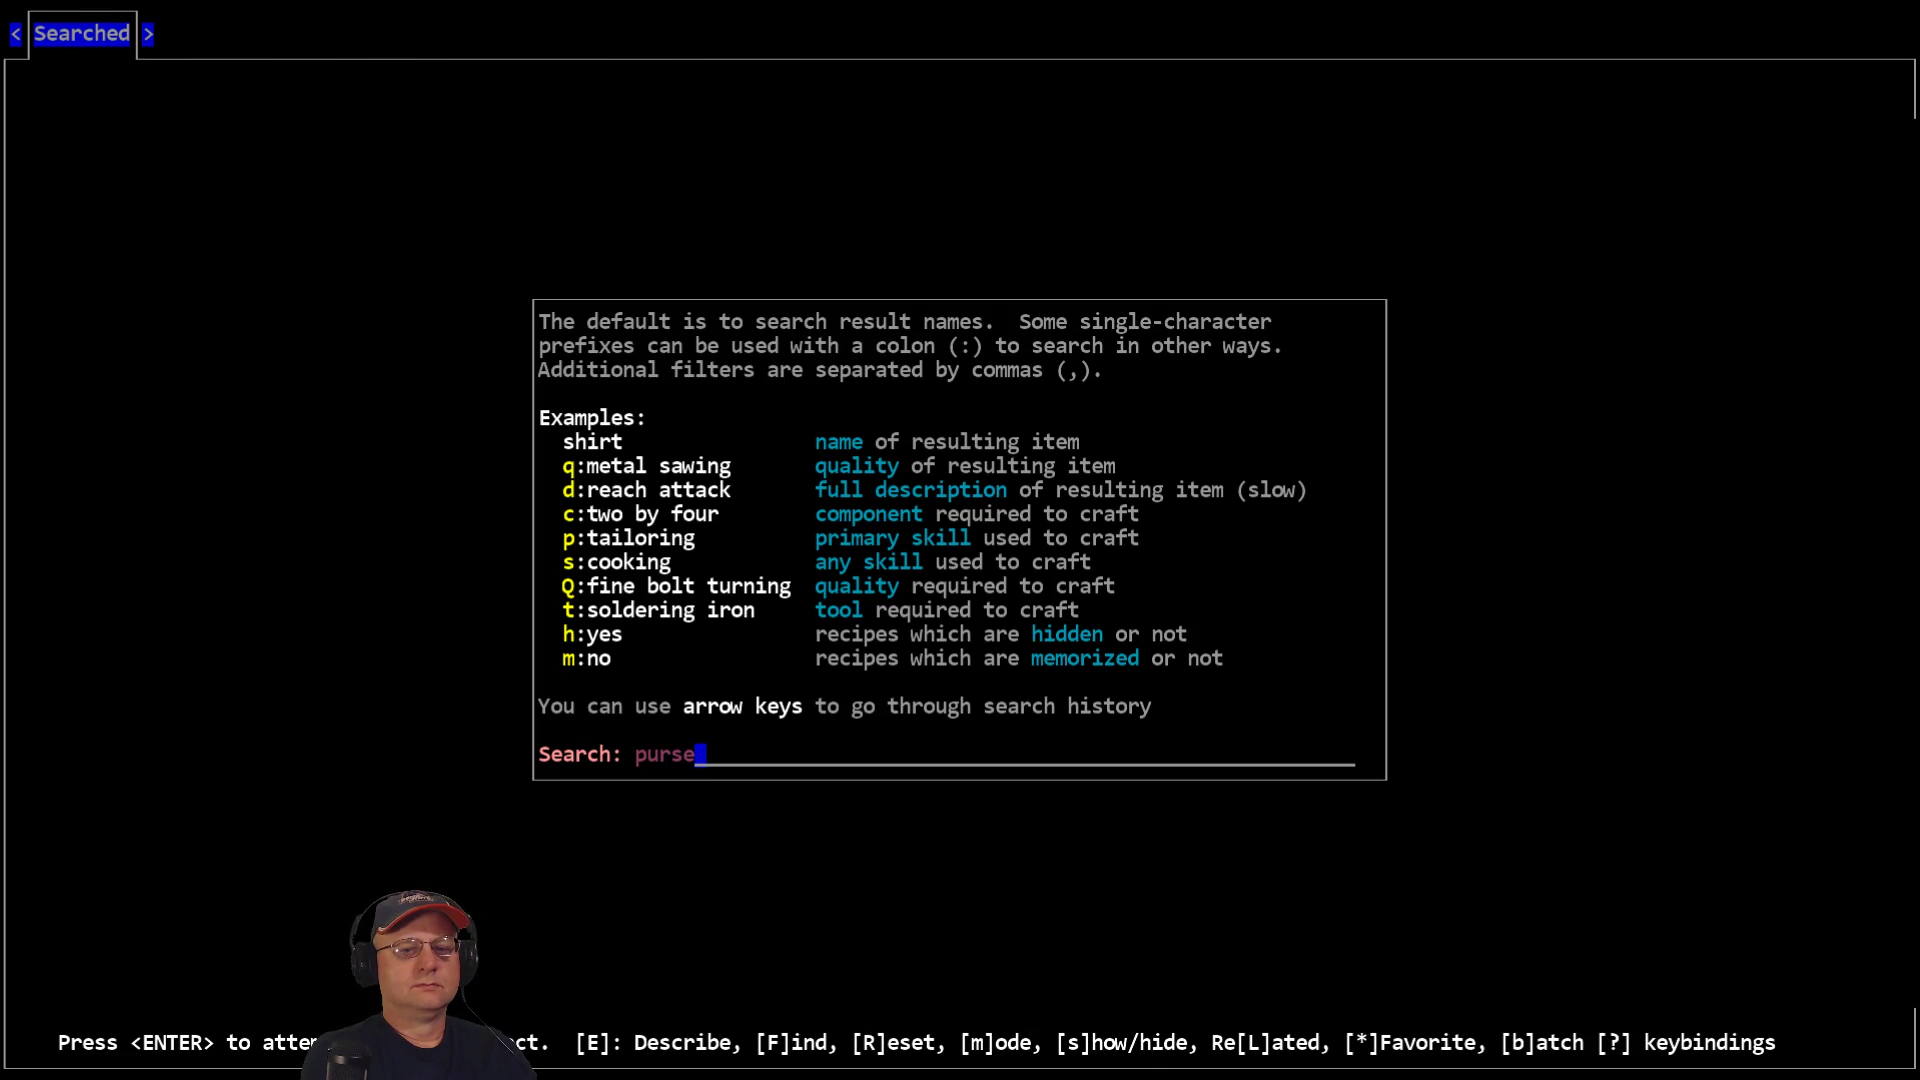 < Searched >
The default is to search result names.  Some single-character
prefixes can be used with a colon (:) to search in other ways.
Additional filters are separated by commas (,).
Examples:
shirt name of resulting item
q:metal sawing quality of resulting item
d:reach attack full description of resulting item (slow)
c:two by four component required to craft
p:tailoring primary skill used to craft
s:cooking any skill used to craft
Q:fine bolt turning quality required to craft
t:soldering iron tool required to craft
h:yes recipes which are hidden or not
m:no recipes which are memorized or not
You can use arrow keys to go through search history
Search: purse
Press <ENTER> to [E]: Describe, [F]ind, [R]eset, [m]ode, [s]how/hide, Re[L]ated, [*]Favorite, [b]atch [?] keybindings